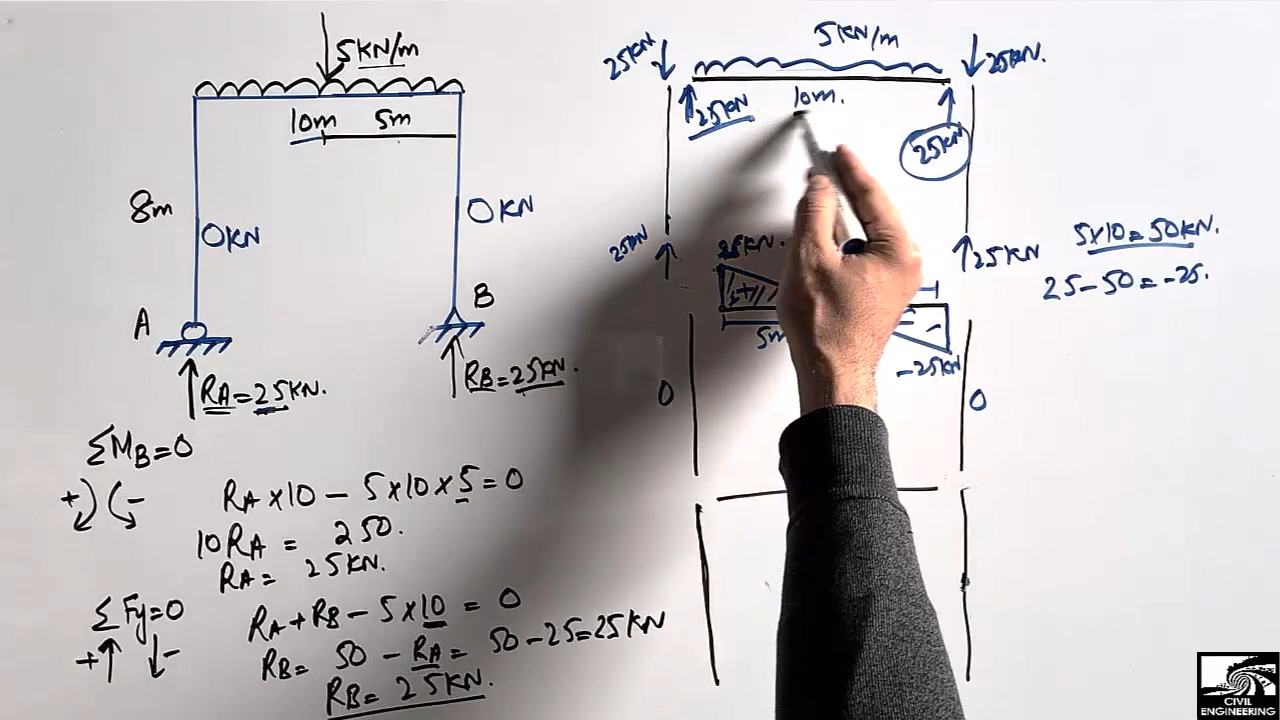 5KN/m
10m
5m
8m
0KN
0KN
A
B
RA=25KN.
RB=25KN.
ΣMB=0
+ -
RA×10 - 5×10×5=0
10RA = 250.
RA= 25KN.
ΣFy=0
+ -
RA+RB - 5×10 = 0
RB= 50 - RA = 50-25=25KN
RB= 25KN.
25KN
5KN/m
25KN.
25KN
10m.
25KN
25KN
25KN
5×10=50KN.
25-50=-25.
25KN.
+
5m
-
-25KN
0
0
CIVIL
ENGINEERING